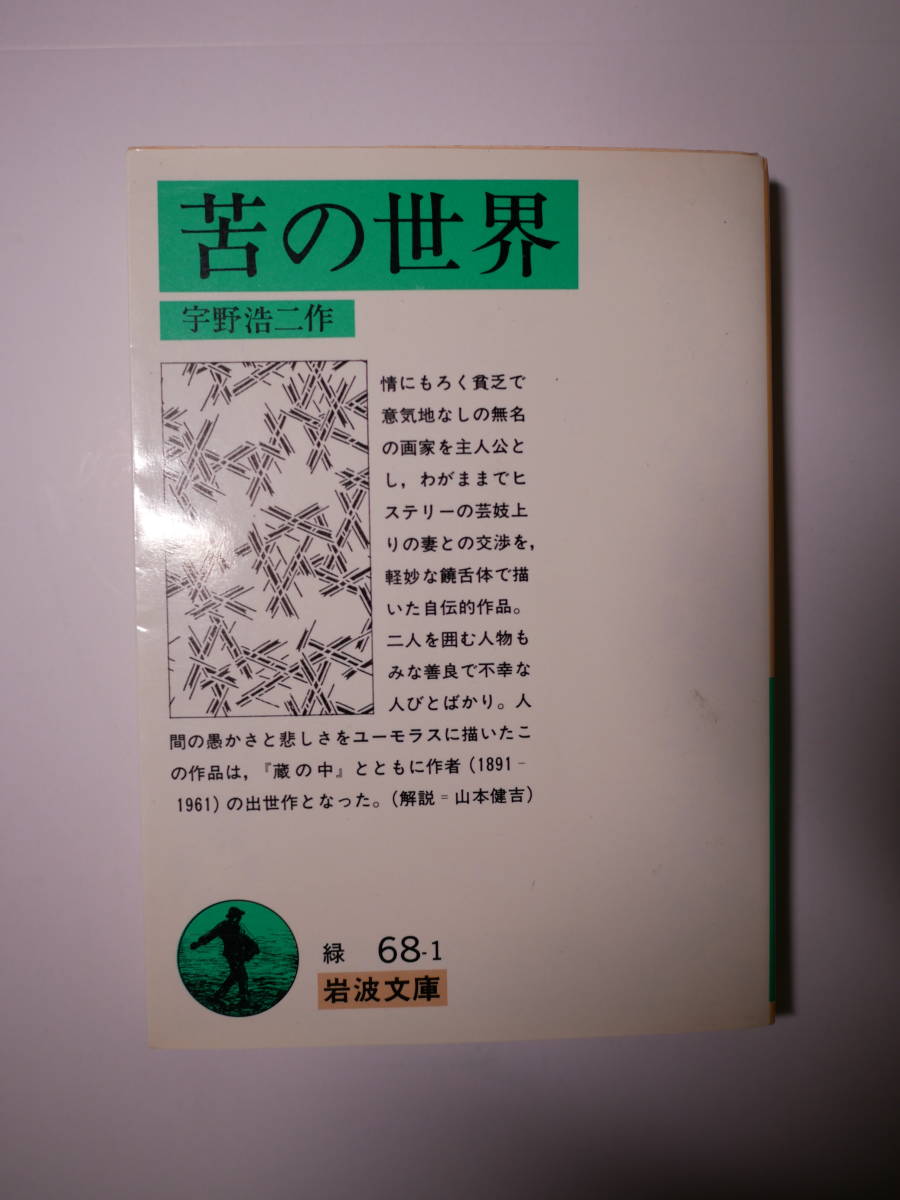 苦の世界
宇野浩二作
情にもろく貧乏で
意気地なしの無名
の画家を主人公と
し，わがままでヒ
ステリーの芸妓上
りの妻との交渉を，
軽妙な饒舌体で描
いた自伝的作品。
二人を囲む人物も
みな善良で不幸な
人びとばかり。人
間の愚かさと悲しさをユーモラスに描いたこ
の作品は，『蔵の中』とともに作者（1891－
1961）の出世作となった。（解説＝山本健吉）
緑 68-1
岩波文庫